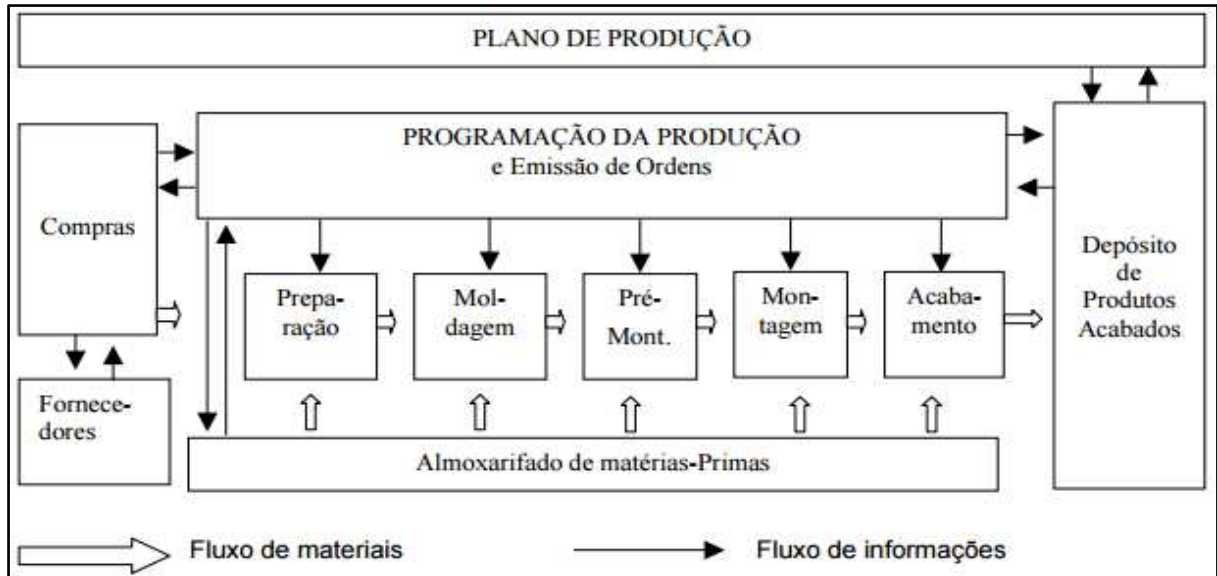 PLANO DE PRODUÇÃO
PROGRAMAÇÃO DA PRODUÇÃO
e Emissão de Ordens
Compras
Prepa-
ração
Mol-
dagem
Pré-
Mont.
Mon-
tagem
Acaba-
mento
Depósito
de
Produtos
Acabados
Fornece-
dores
Almoxarifado de matérias-Primas
Fluxo de materiais
Fluxo de informações